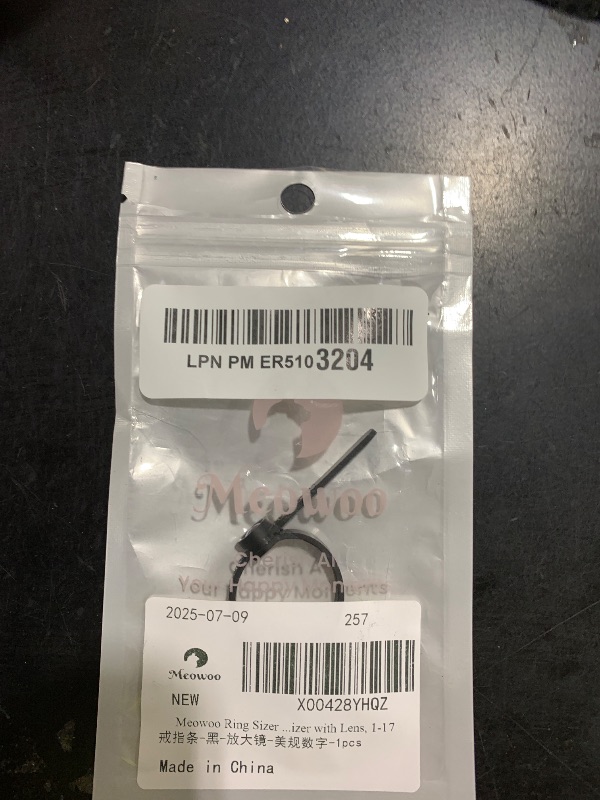 LPN PM ER5103204
Meowoo
Cherish All
Your Happy Moments
2025-07-09 257
Meowoo
NEW X00428YHQZ
Meowoo Ring Sizer ...izer with Lens, 1-17
戒指条-黑-放大镜-美规数字-1pcs
Made in China